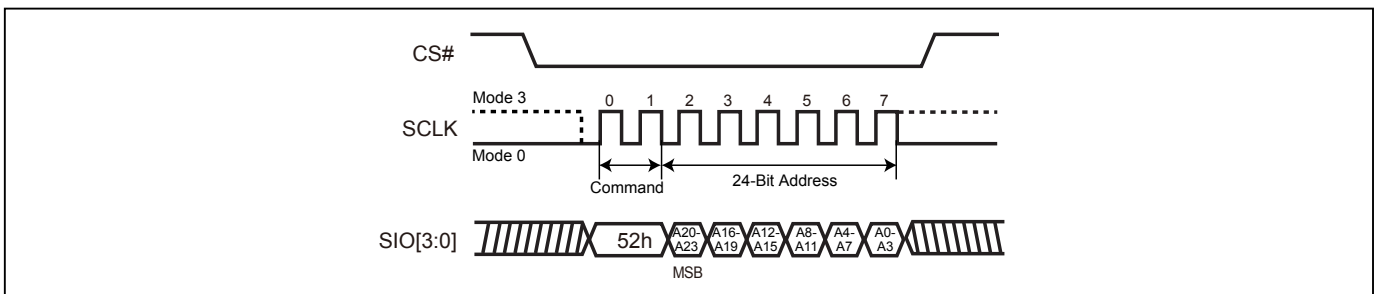 CS#
Mode 3
0 1 2 3 4 5 6 7
SCLK
Mode 0
Command
24-Bit Address
SIO[3:0]
52h
A20-
A23
A16-
A19
A12-
A15
A8-
A11
A4-
A7
A0-
A3
MSB